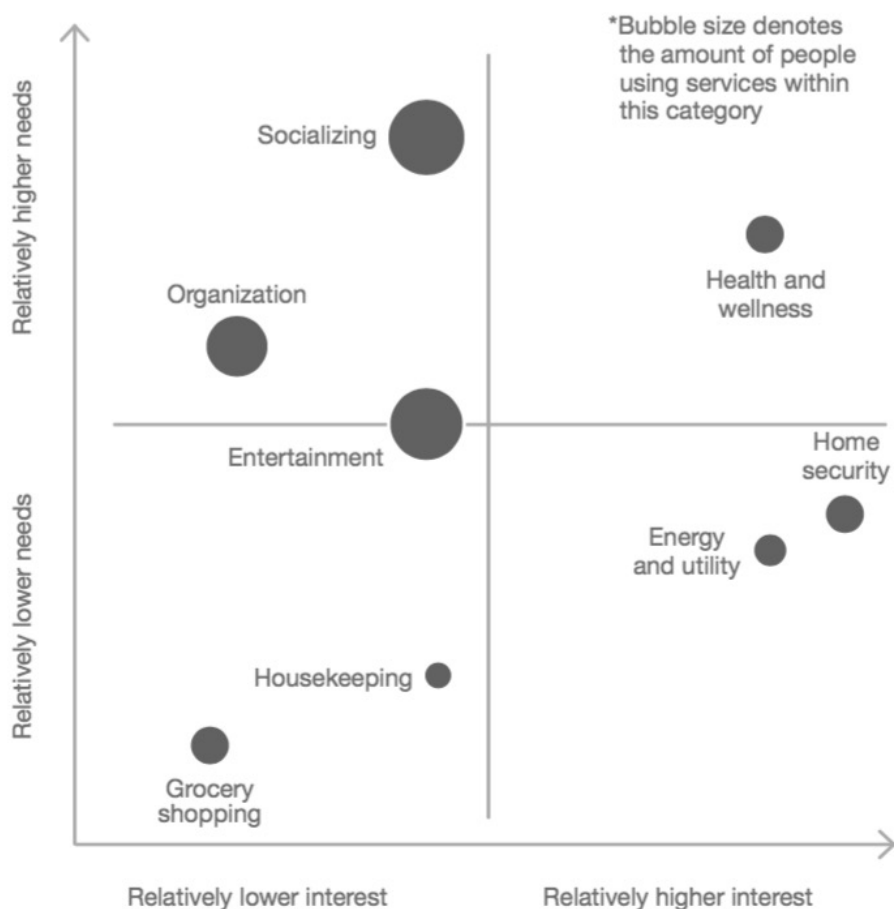 *Bubble size denotes
the amount of people
using services within
this category
Relatively higher needs
Socializing
Health and
wellness
Organization
Entertainment
Home
security
Energy
and utility
Relatively lower needs
Housekeeping
Grocery
shopping
Relatively lower interest
Relatively higher interest